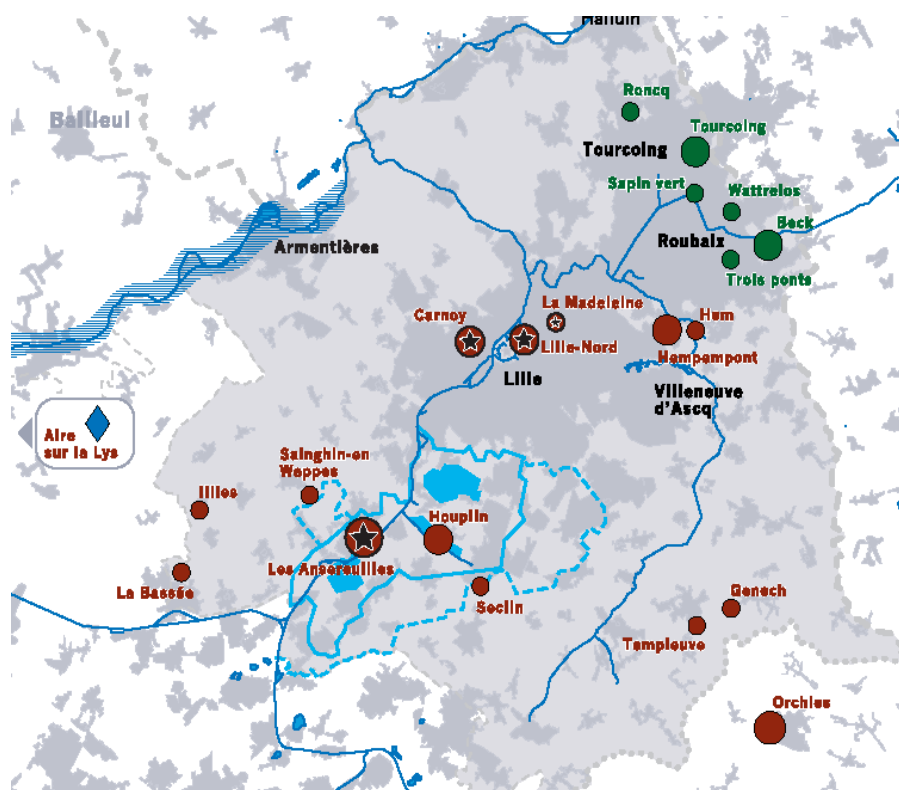 Halluin
Roncq
Bailleul
Tourcoing
Tourcoing
Sapin vert
Wattrelos
Beck
Roubaix
Armentières
Trois ponts
La Madeleine
Carnoy
Hem
Lille-Nord
Hempempont
Lille
Villeneuve
d'Ascq
Aire
sur la Lys
Sainghin-en
Weppes
Illies
Houplin
Les Ansereuilles
La Bassée
Seclin
Genech
Templeuve
Orchies